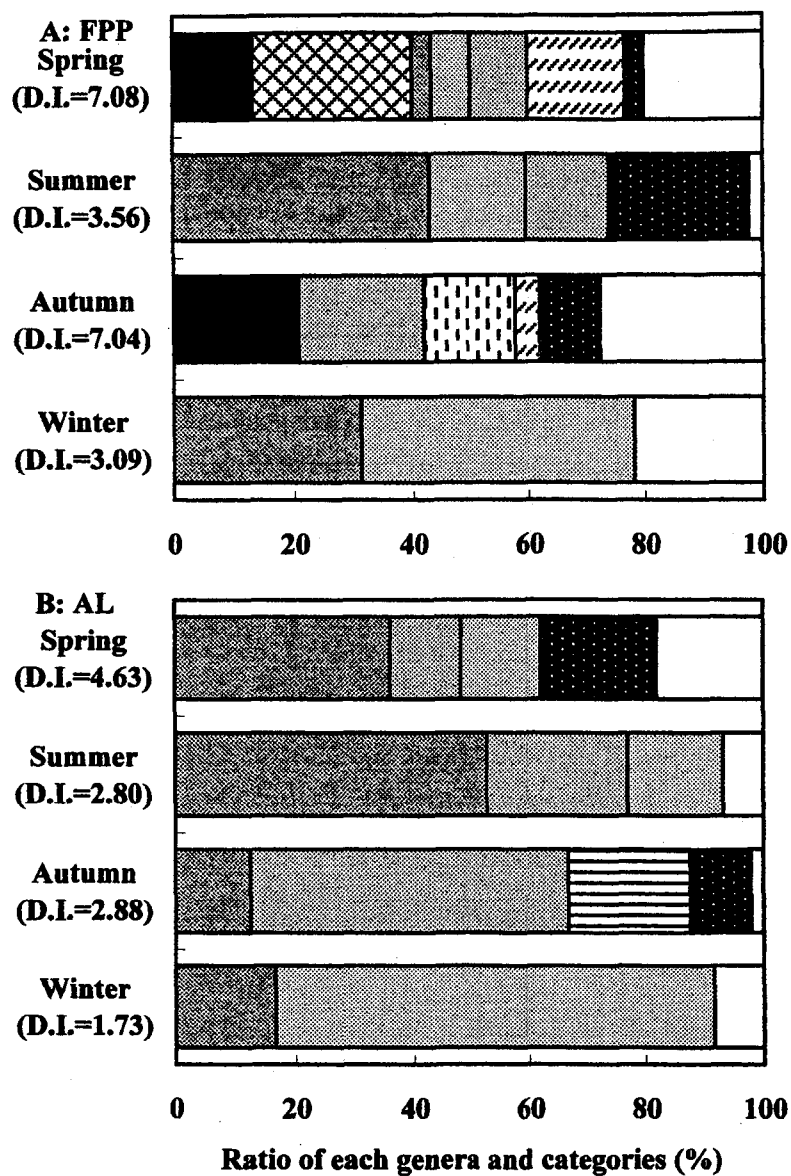 A: FPP
Spring
(D.I.=7.08)
Summer
(D.I.=3.56)
Autumn
(D.I.=7.04)
Winter
(D.I.=3.09)
0 20 40 60 80 100
B: AL
Spring
(D.I.=4.63)
Summer
(D.I.=2.80)
Autumn
(D.I.=2.88)
Winter
(D.I.=1.73)
0 20 40 60 80 100
Ratio of each genera and categories (%)